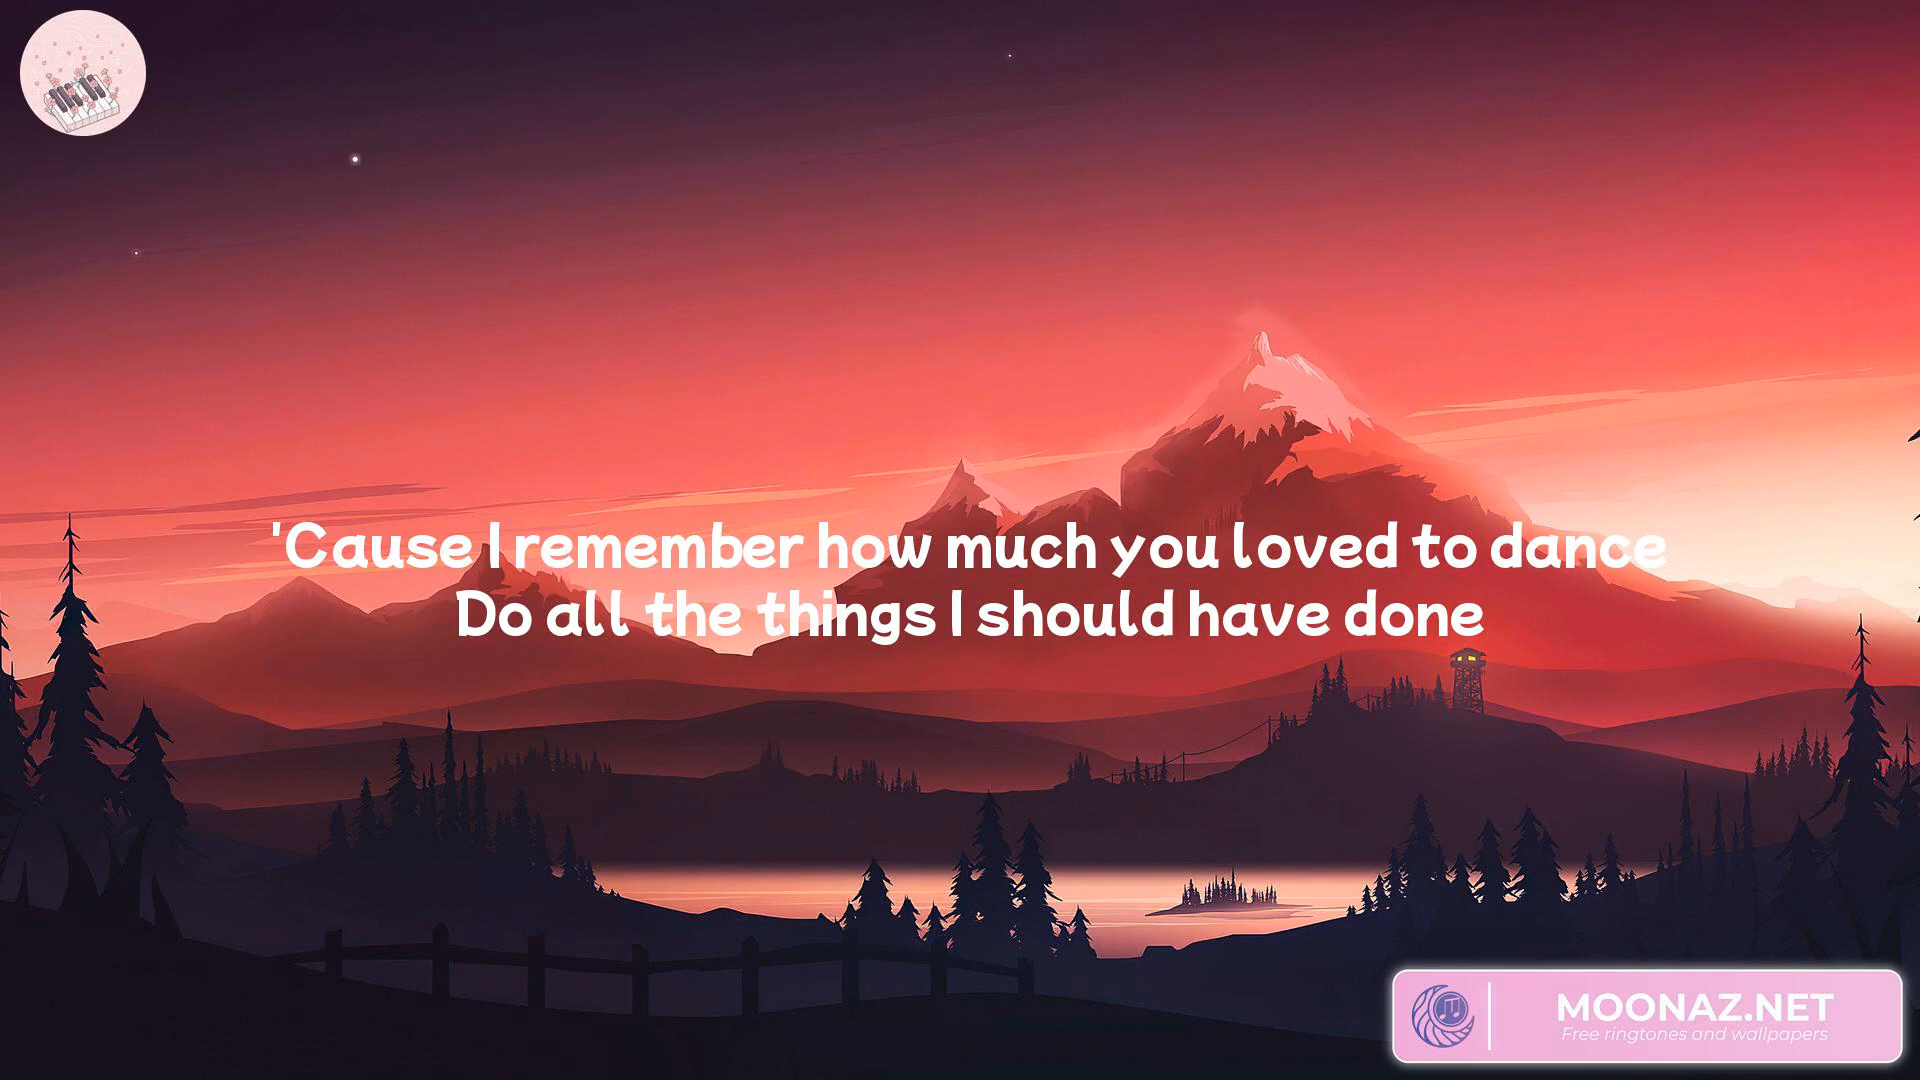 'Cause I remember how much you loved to dance
Do all the things I should have done
MOONAZ.NET
Free ringtones and wallpapers